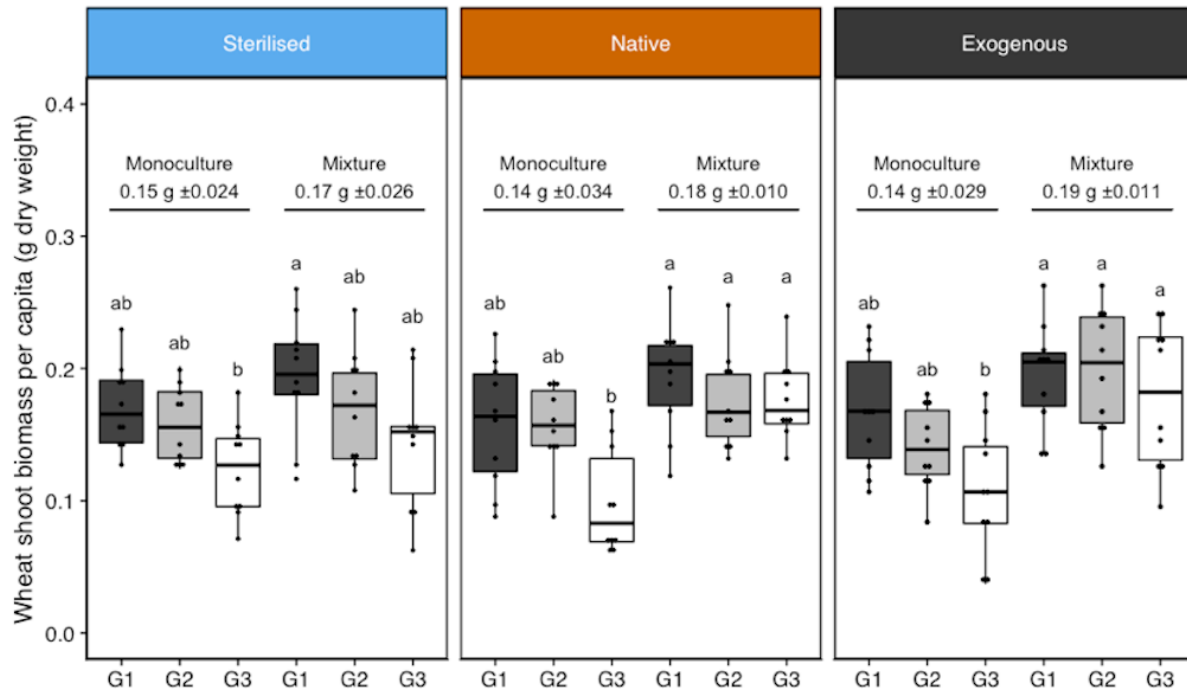 Sterilised
Native
Exogenous
Wheat shoot biomass per capita (g dry weight)
0.4
0.3
0.2
0.1
0.0
Monoculture
0.15 g ±0.024
Mixture
0.17 g ±0.026
ab
ab
b
a
ab
ab
Monoculture
0.14 g ±0.034
Mixture
0.18 g ±0.010
ab
ab
b
a
a
a
Monoculture
0.14 g ±0.029
Mixture
0.19 g ±0.011
ab
ab
b
a
a
a
G1 G2 G3 G1 G2 G3
G1 G2 G3 G1 G2 G3
G1 G2 G3 G1 G2 G3